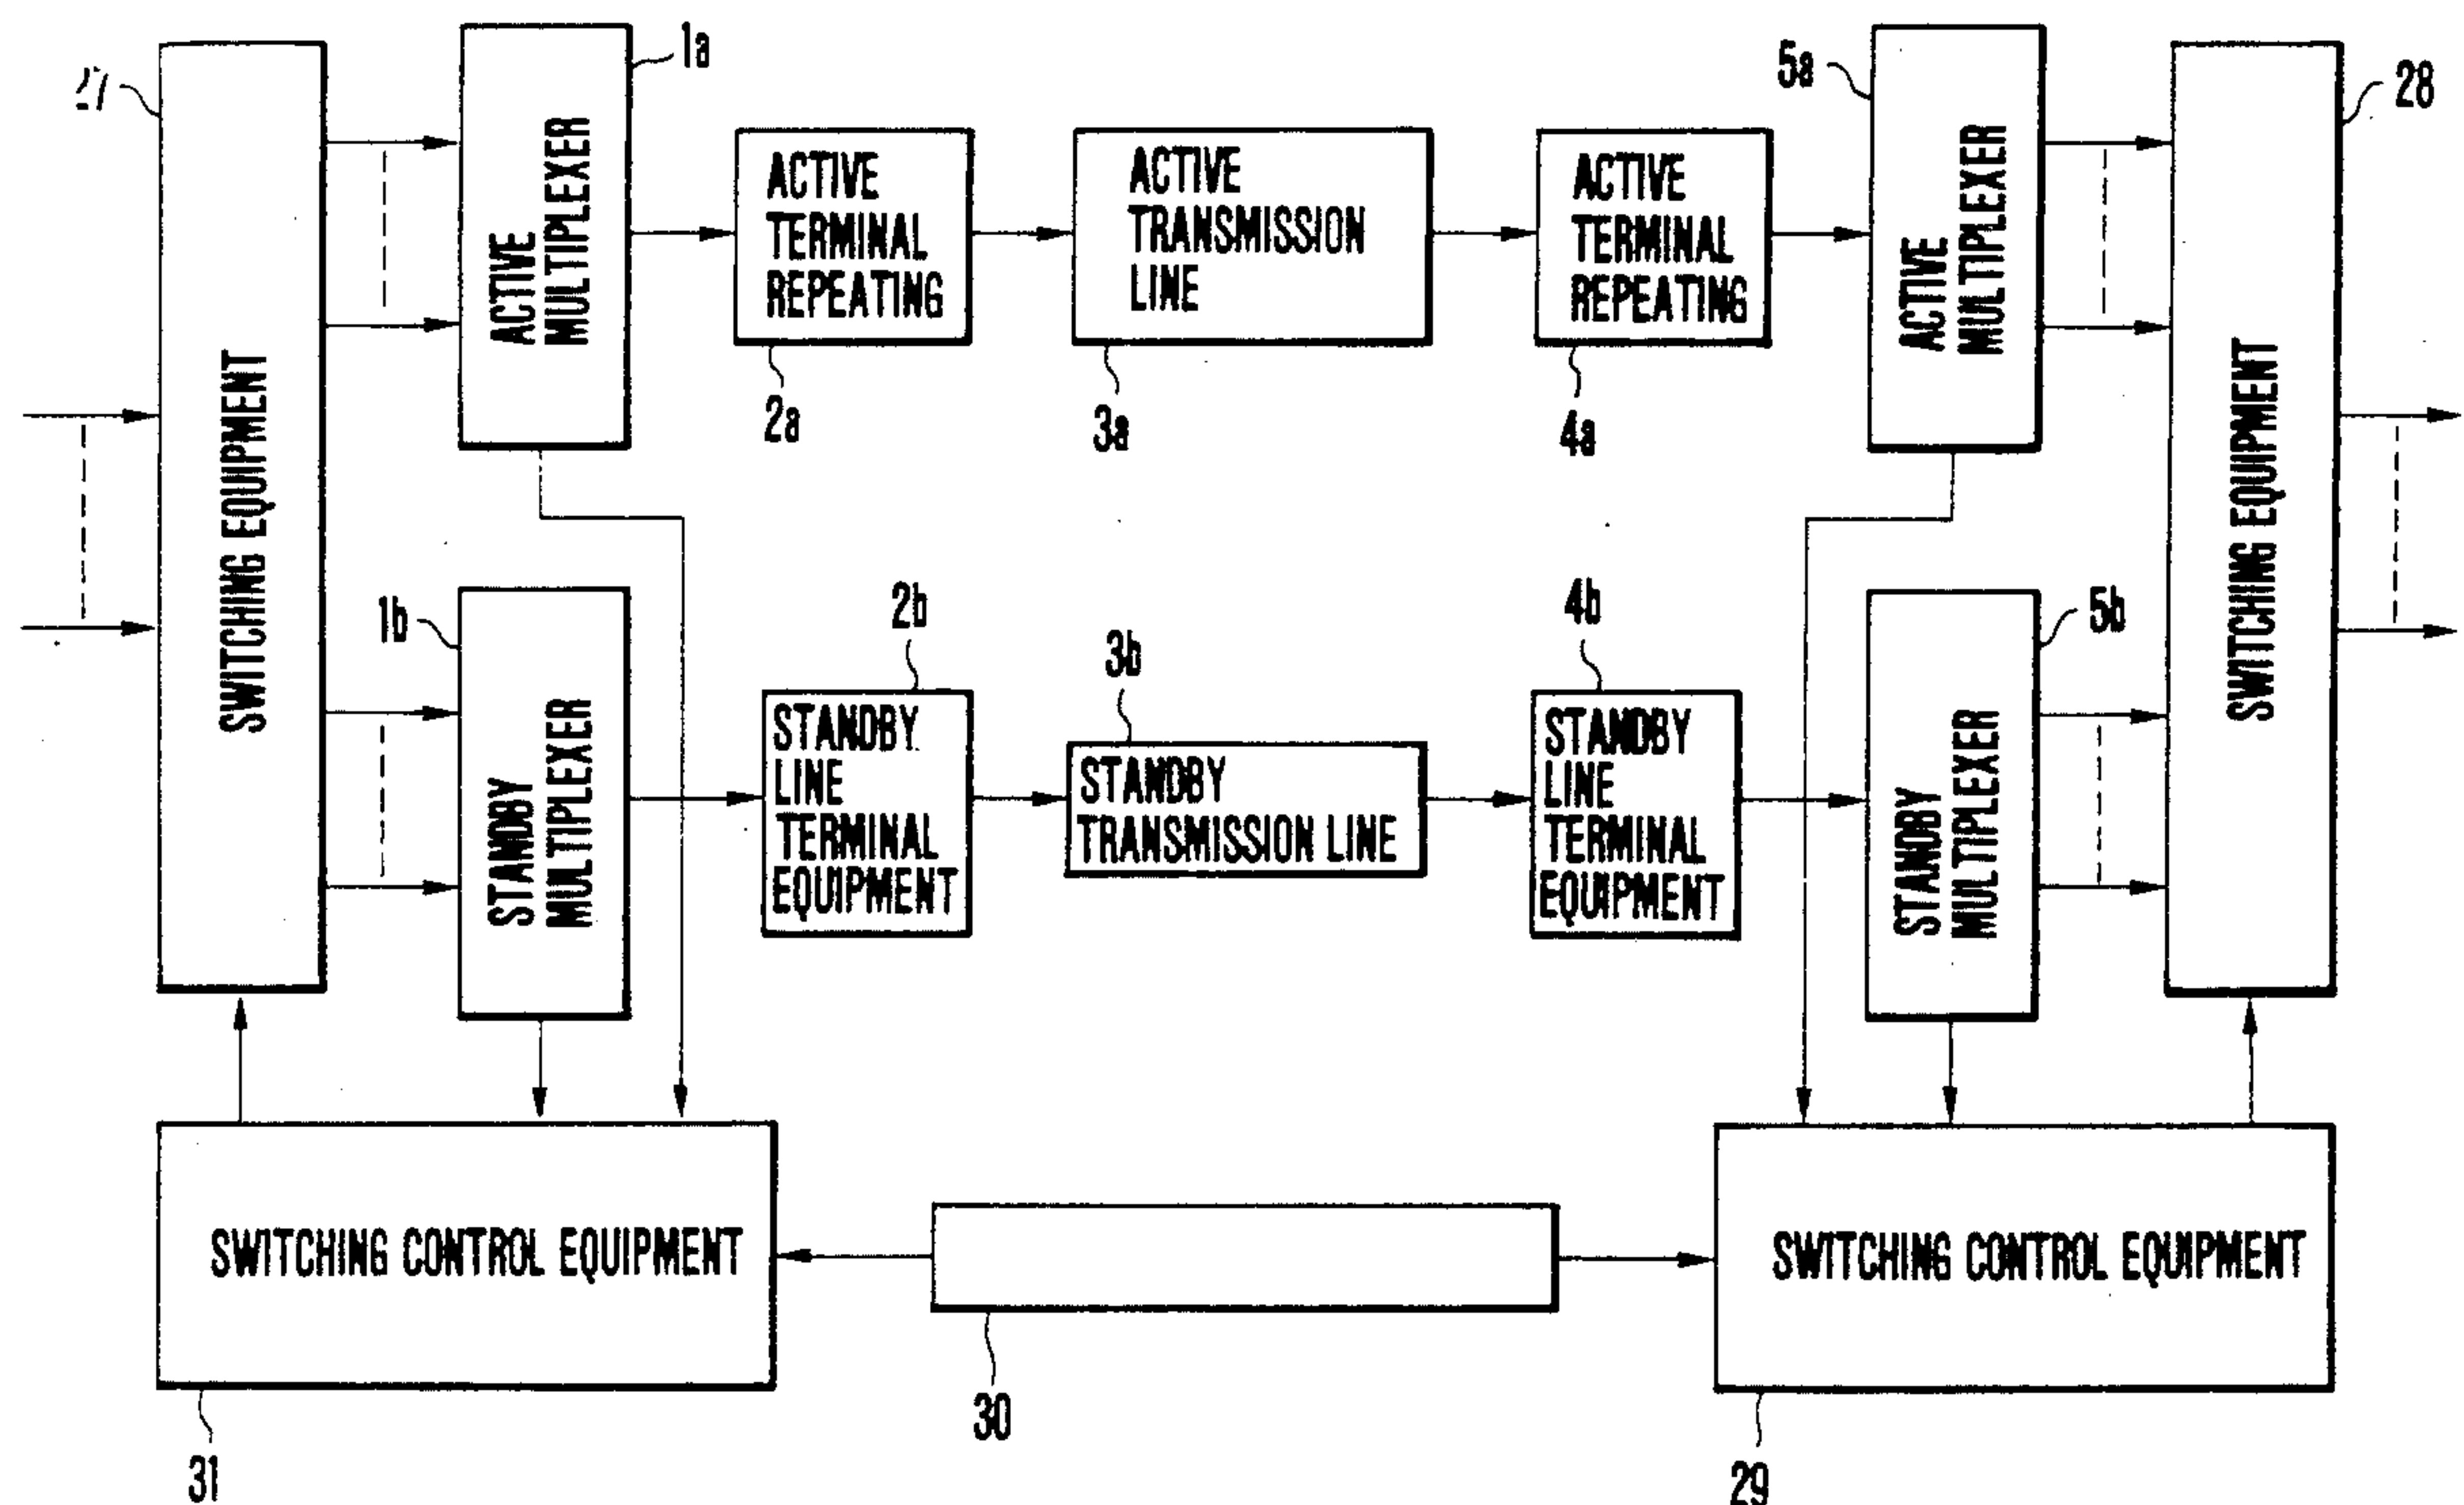 1a
5a
28
SWITCHING EQUIPMENT
ACTIVE
MULTIPLEXER
ACTIVE
TERMINAL
REPEATING
ACTIVE
TRANSMISSION
LINE
ACTIVE
TERMINAL
REPEATING
ACTIVE
MULTIPLEXER
SWITCHING EQUIPMENT
2a
3a
4a
1b
2b
3b
4b
5b
STANDBY
MULTIPLEXER
STANDBY
LINE
TERMINAL
EQUIPMENT
STANDBY
TRANSMISSION LINE
STANDBY
LINE
TERMINAL
EQUIPMENT
STANDBY
MULTIPLEXER
SWITCHING CONTROL EQUIPMENT
SWITCHING CONTROL EQUIPMENT
31
30
29